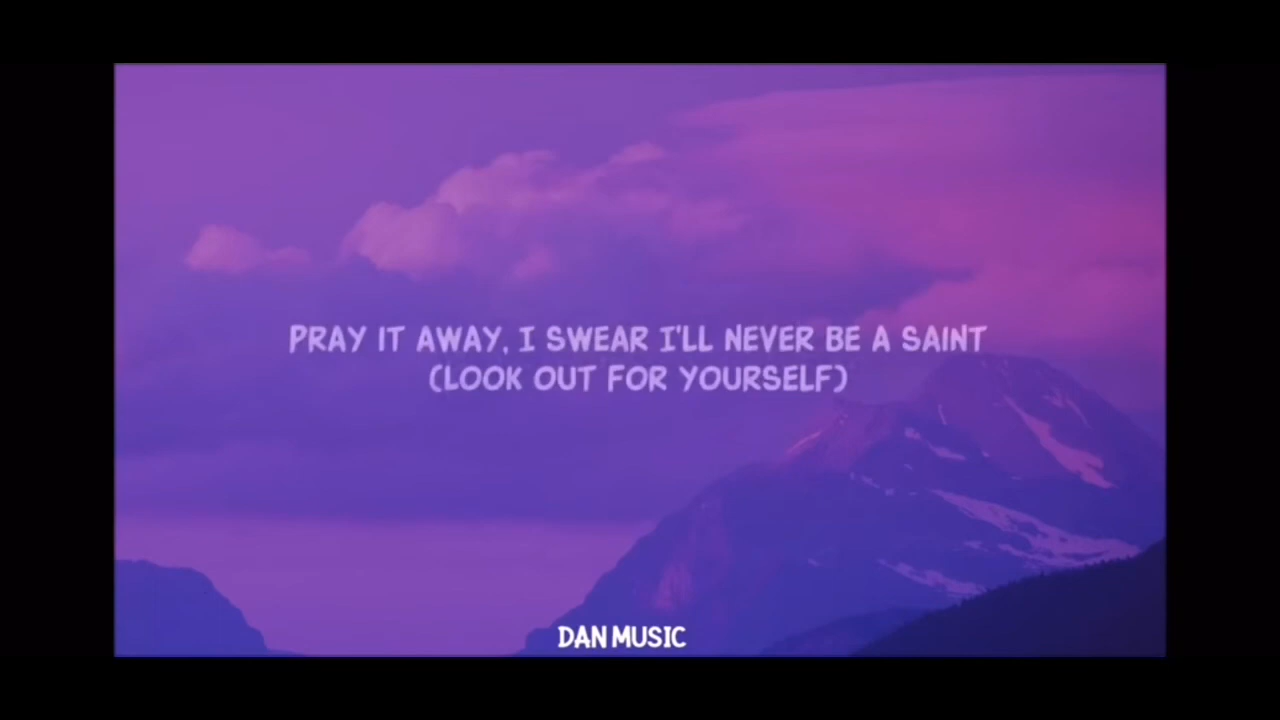 PRAY IT AWAY, I SWEAR I'LL NEVER BE A SAINT
(LOOK OUT FOR YOURSELF)
DAN MUSIC